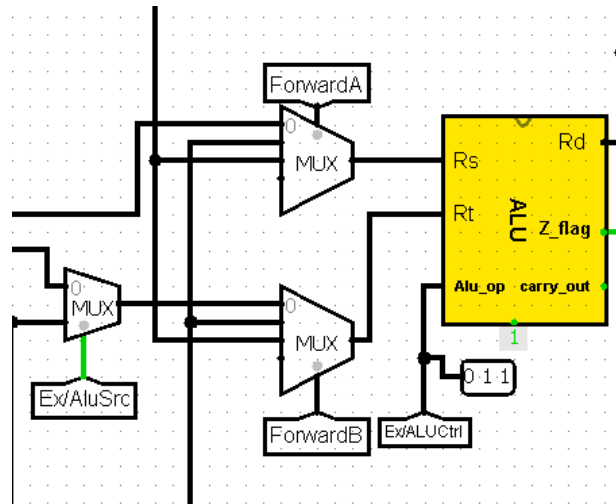 ForwardA
0
MUX
Rs
Rd
Rt
ALU
Z_flag
Alu_op
carry_out
0
MUX
0
MUX
1
0 1 1
Ex/AluSrc
ForwardB
Ex/ALUCtrl